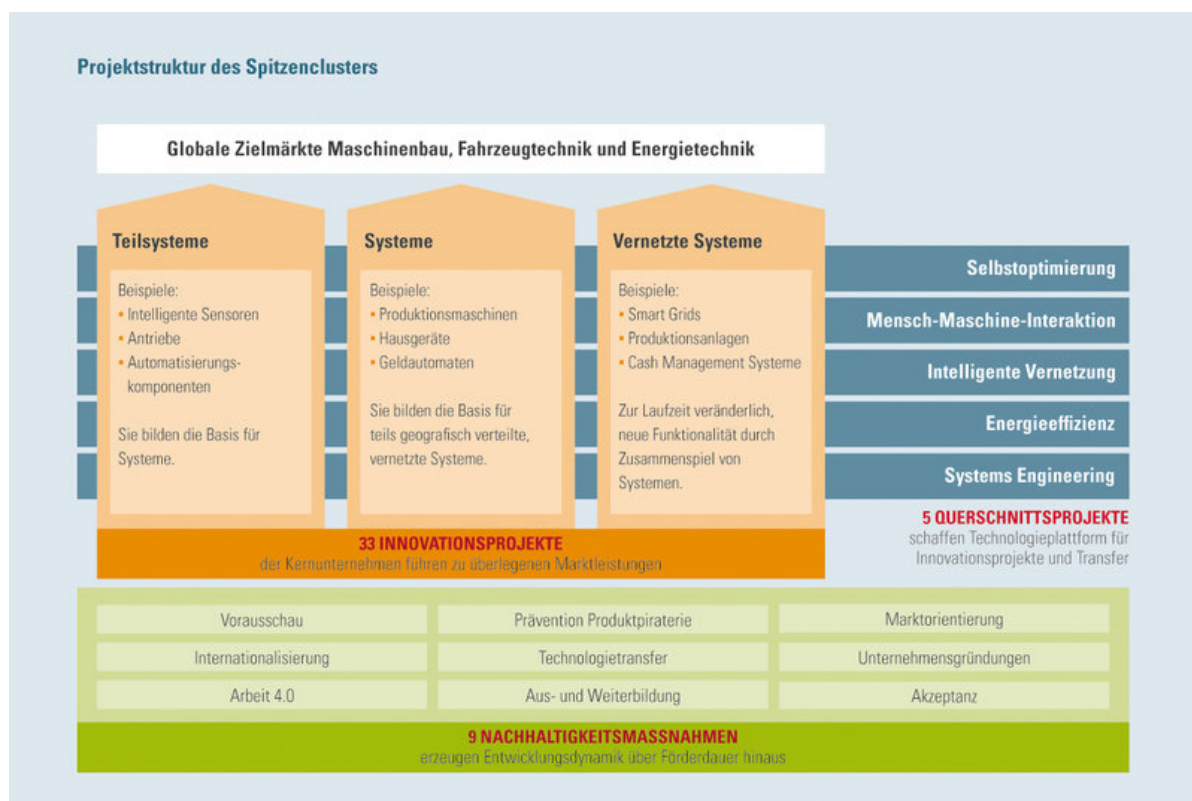 Projektstruktur des Spitzenclusters
Globale Zielmärkte Maschinenbau, Fahrzeugtechnik und Energietechnik
Teilsysteme
Beispiele:
▪ Intelligente Sensoren
▪ Antriebe
▪ Automatisierungs-
komponenten
Sie bilden die Basis für
Systeme.
Systeme
Beispiele:
▪ Produktionsmaschinen
▪ Hausgeräte
▪ Geldautomaten
Sie bilden die Basis für
teils geografisch verteilte,
vernetzte Systeme.
Vernetzte Systeme
Beispiele:
▪ Smart Grids
▪ Produktionsanlagen
▪ Cash Management Systeme
Zur Laufzeit veränderlich,
neue Funktionalität durch
Zusammenspiel von
Systemen.
Selbstoptimierung
Mensch-Maschine-Interaktion
Intelligente Vernetzung
Energieeffizienz
Systems Engineering
5 QUERSCHNITTSPROJEKTE
schaffen Technologieplattform für
Innovationsprojekte und Transfer
33 INNOVATIONSPROJEKTE
der Kernunternehmen führen zu überlegenen Marktleistungen
Vorausschau
Prävention Produktpiraterie
Marktorientierung
Internationalisierung
Technologietransfer
Unternehmensgründungen
Arbeit 4.0
Aus- und Weiterbildung
Akzeptanz
9 NACHHALTIGKEITSMASSNAHMEN
erzeugen Entwicklungsdynamik über Förderdauer hinaus